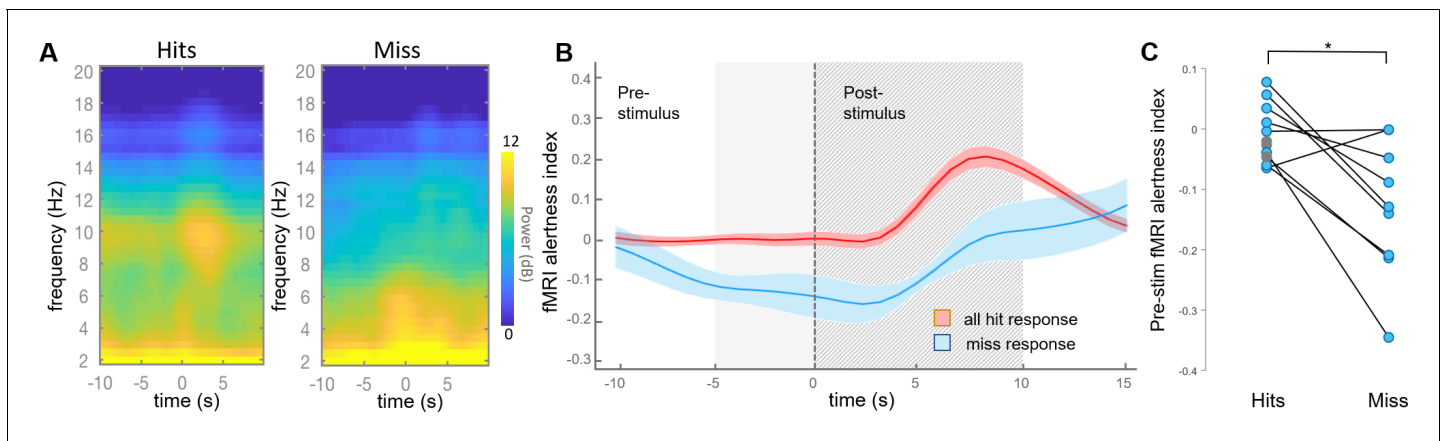 A
Hits
Miss
20
18
16
14
12
10
8
6
4
2
frequency (Hz)
-10
-5
0
5
time (s)
20
18
16
14
12
10
8
6
4
2
frequency (Hz)
-10
-5
0
5
time (s)
12
Power (dB)
0
B
fMRI alertness index
0.4
0.3
0.2
0.1
0
-0.1
-0.2
-0.3
Pre-
stimulus
Post-
stimulus
all hit response
miss response
-10
-5
0
5
10
15
time (s)
C
*
Pre-stim fMRI alertness index
0.1
0
-0.1
-0.2
-0.3
-0.4
Hits
Miss